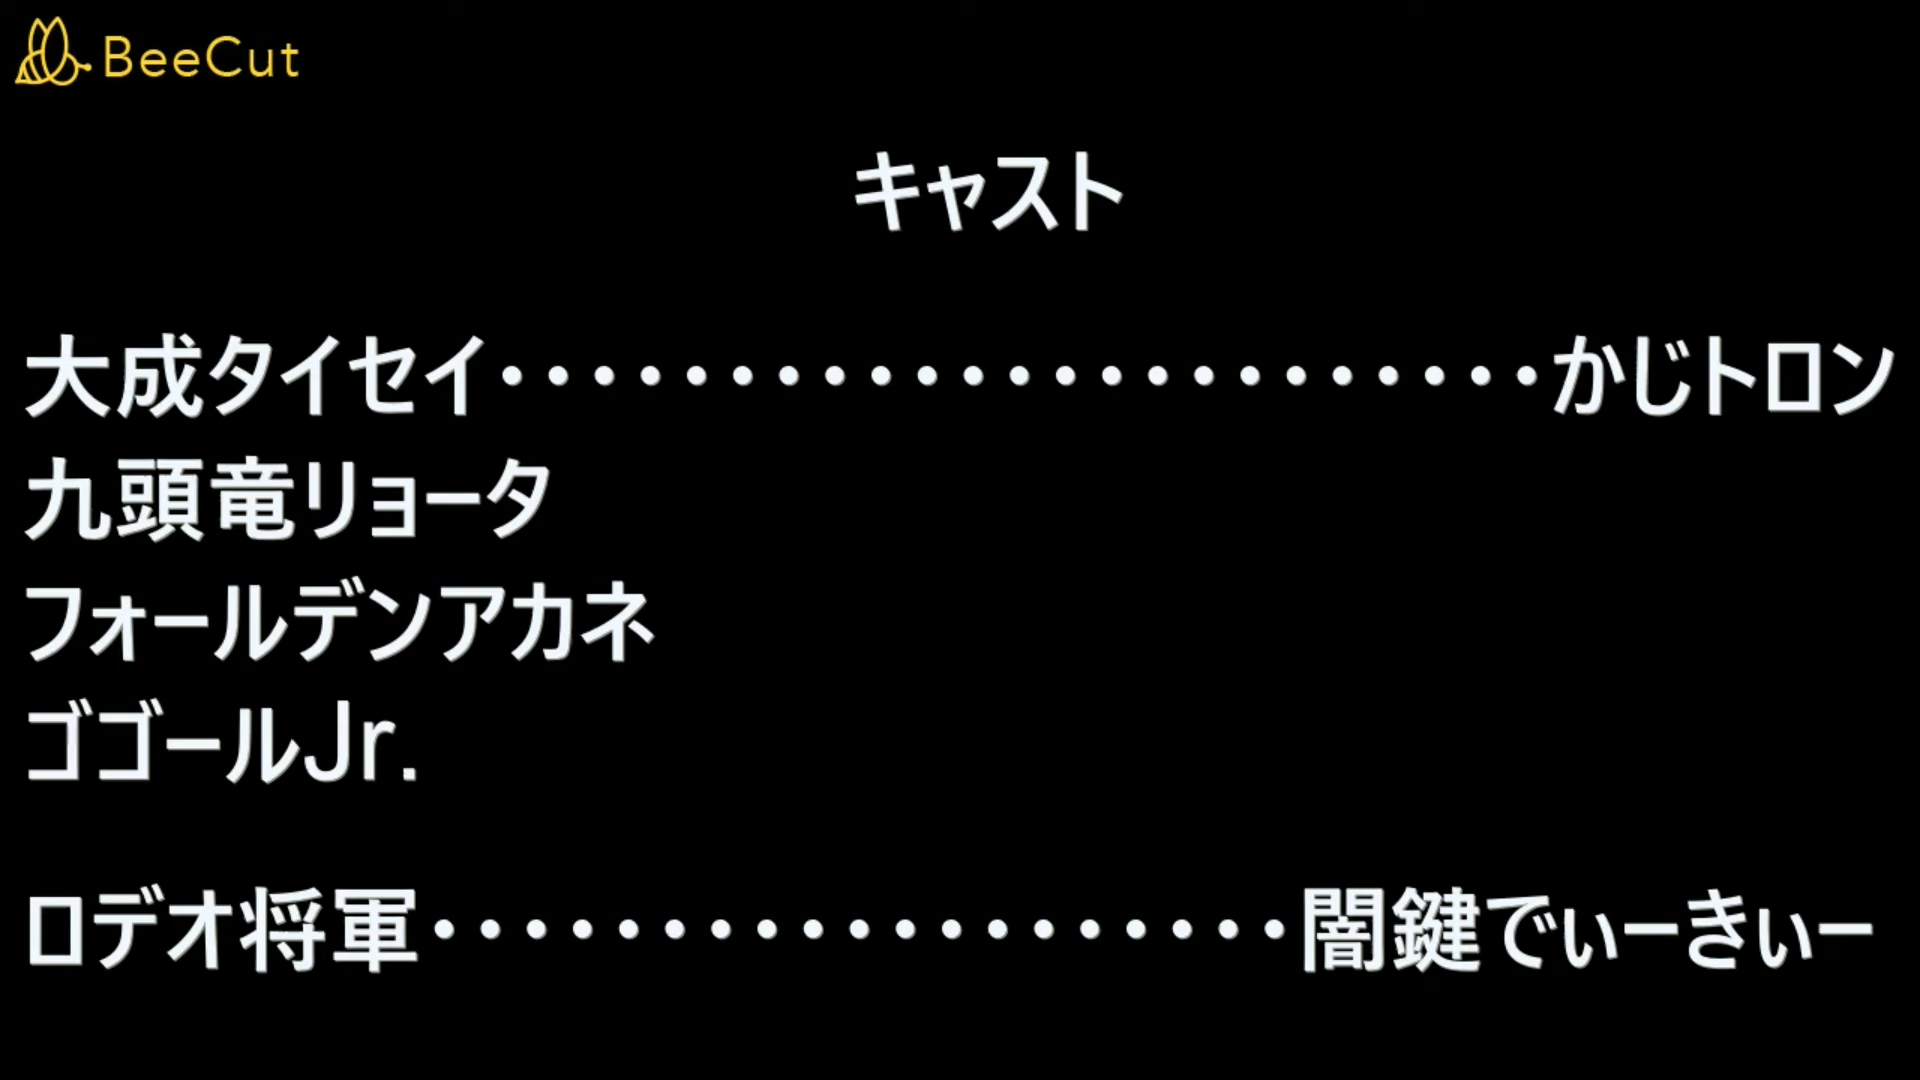 BeeCut
キャスト
大成タイセイ・・・・・・・・・・・・・・・・・・・・・・・かじトロン
九頭竜リョータ
フォールデンアカネ
ゴゴールJr.
ロデオ将軍・・・・・・・・・・・・・・・・・・・闇鍵でぃーきぃー